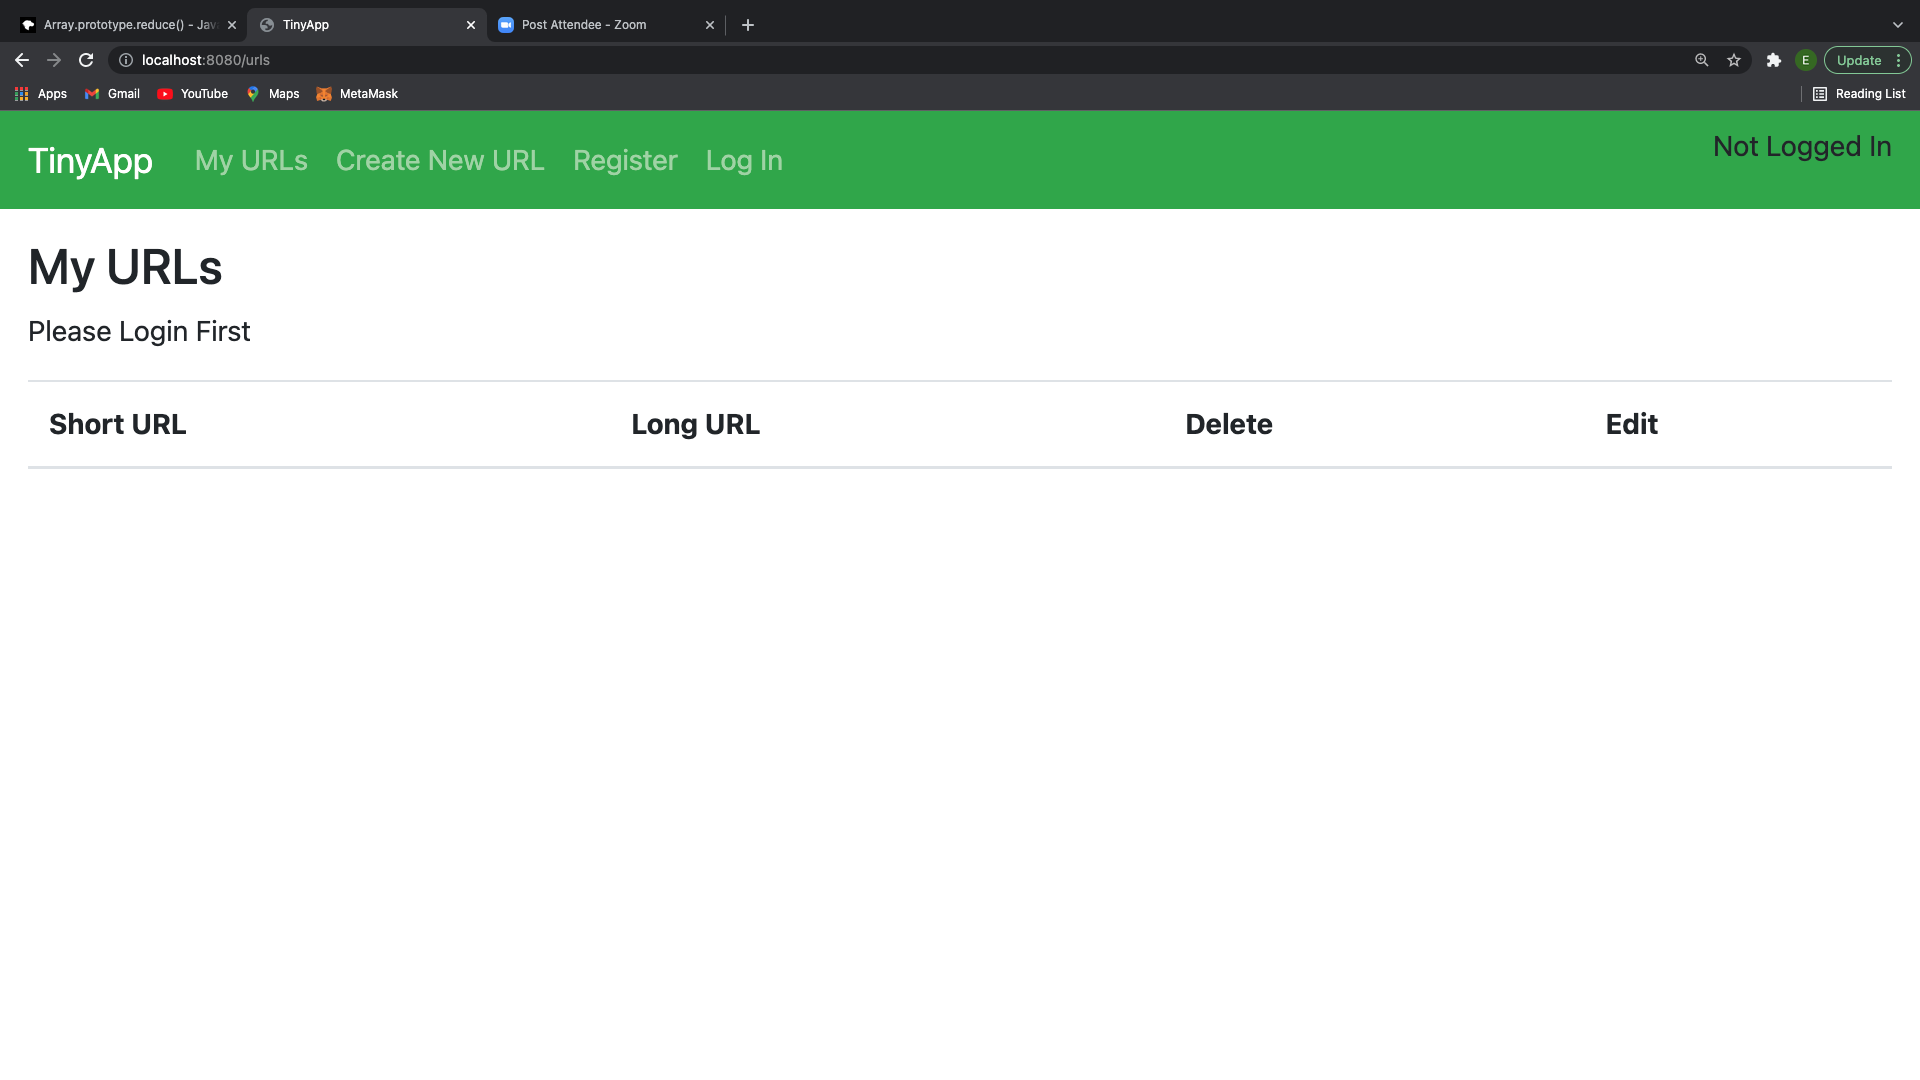 Array.prototype.reduce() - Jav
TinyApp
Post Attendee - Zoom
localhost:8080/urls
E
Update
Apps
Gmail
YouTube
Maps
MetaMask
Reading List
TinyApp My URLs Create New URL Register Log In
Not Logged In
My URLs
Please Login First
Short URL Long URL Delete Edit